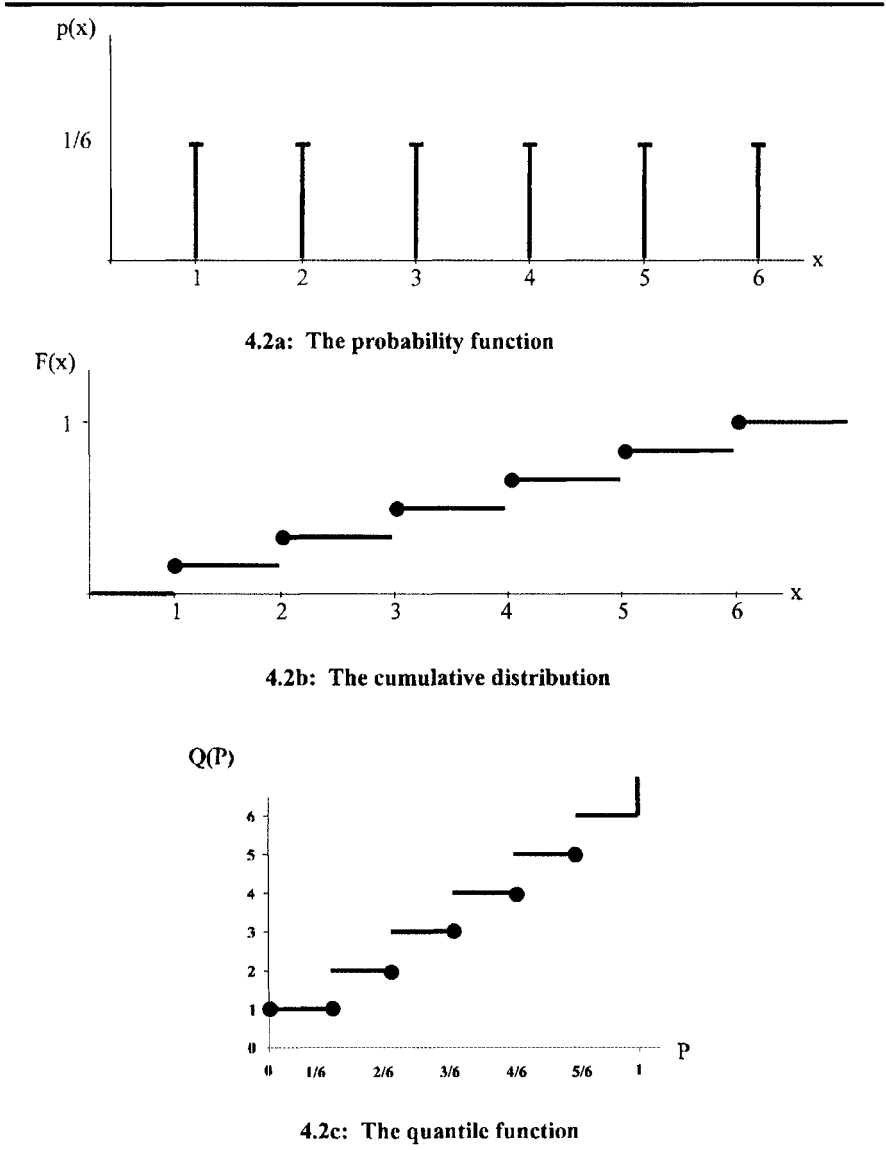 p(x)
1/6
1 2 3 4 5 6 x
4.2a: The probability function
F(x)
1
1 2 3 4 5 6 x
4.2b: The cumulative distribution
Q(P)
6
5
4
3
2
1
0
0 1/6 2/6 3/6 4/6 5/6 1 P
4.2c: The quantile function